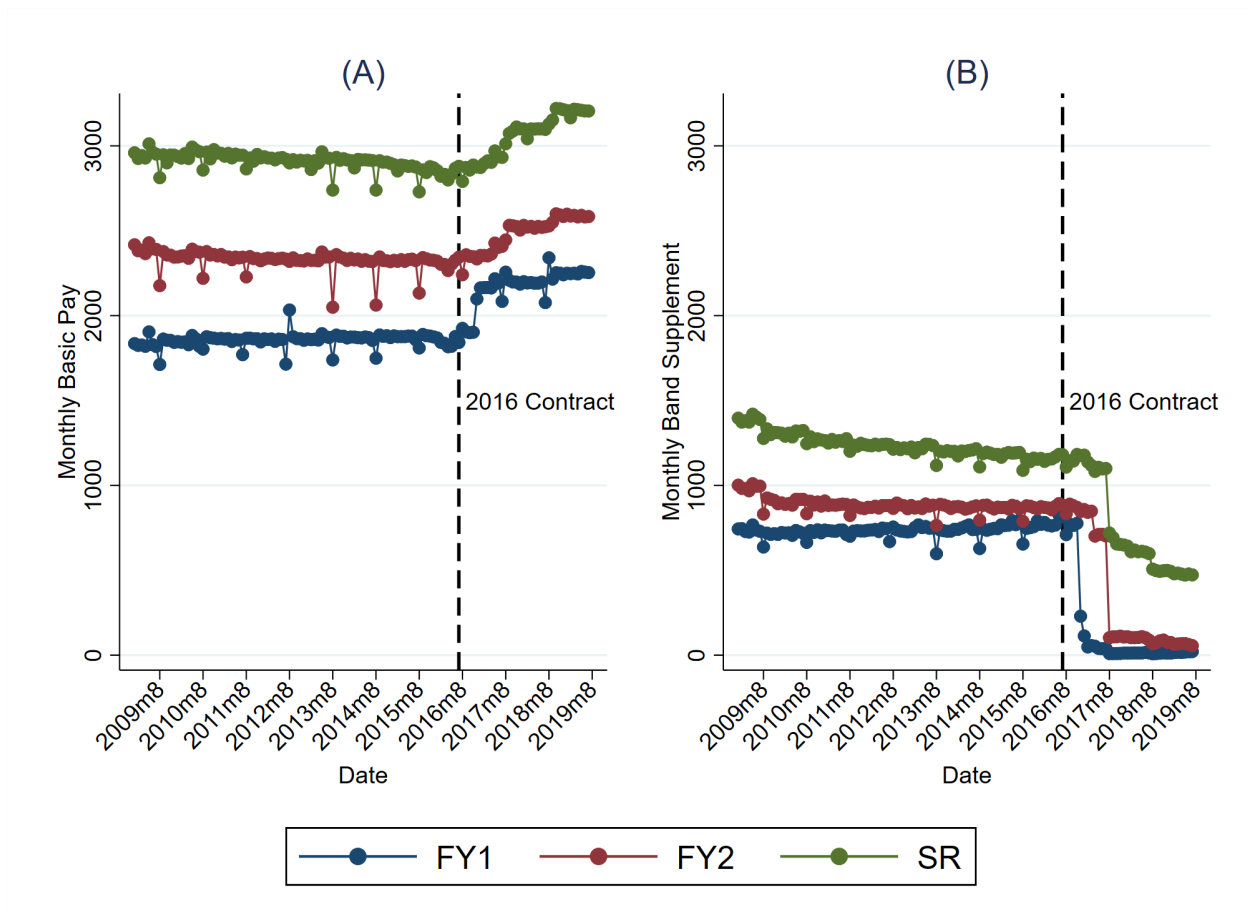 (A)
Monthly Basic Pay
3000
2000
1000
0
2016 Contract
2009m8
2010m8
2011m8
2012m8
2013m8
2014m8
2015m8
2016m8
2017m8
2018m8
2019m8
Date
(B)
Monthly Band Supplement
3000
2000
1000
0
2016 Contract
2009m8
2010m8
2011m8
2012m8
2013m8
2014m8
2015m8
2016m8
2017m8
2018m8
2019m8
Date
FY1 FY2 SR